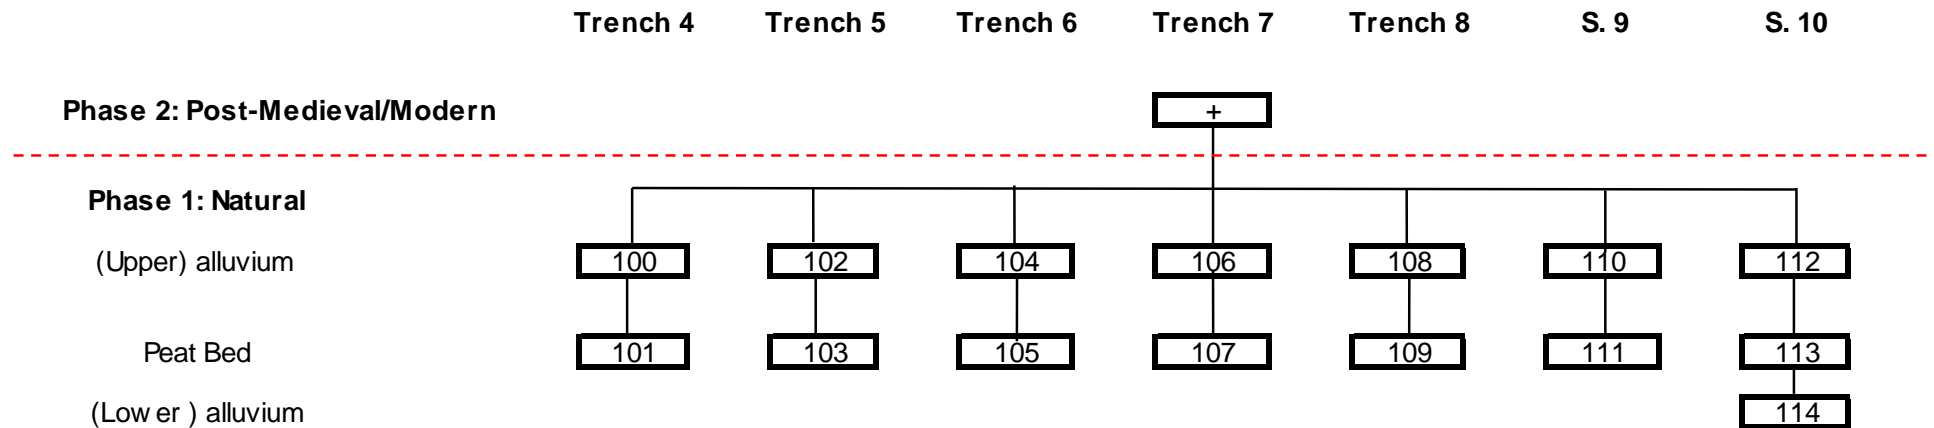 Trench 4 Trench 5 Trench 6 Trench 7 Trench 8 S. 9 S. 10
Phase 2: Post-Medieval/Modern +
Phase 1: Natural
(Upper) alluvium 100 102 104 106 108 110 112
Peat Bed 101 103 105 107 109 111 113
(Low er ) alluvium 114